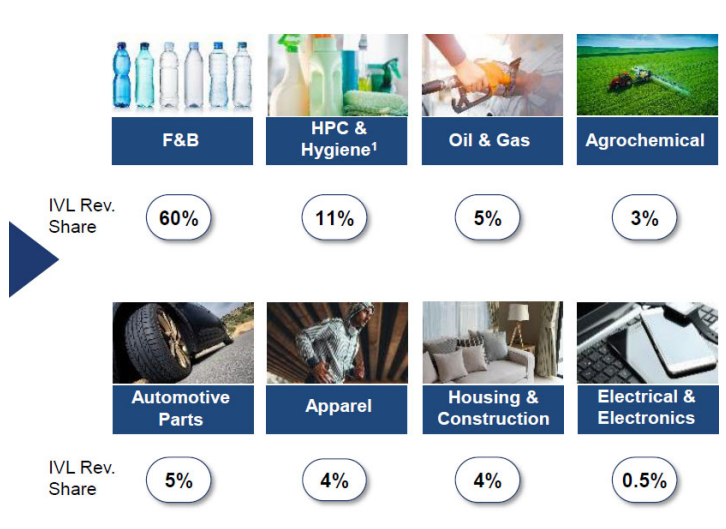 F&B
HPC &
Hygiene¹
Oil & Gas
Agrochemical
IVL Rev.
Share
60%
11%
5%
3%
Automotive
Parts
Apparel
Housing &
Construction
Electrical &
Electronics
IVL Rev.
Share
5%
4%
4%
0.5%